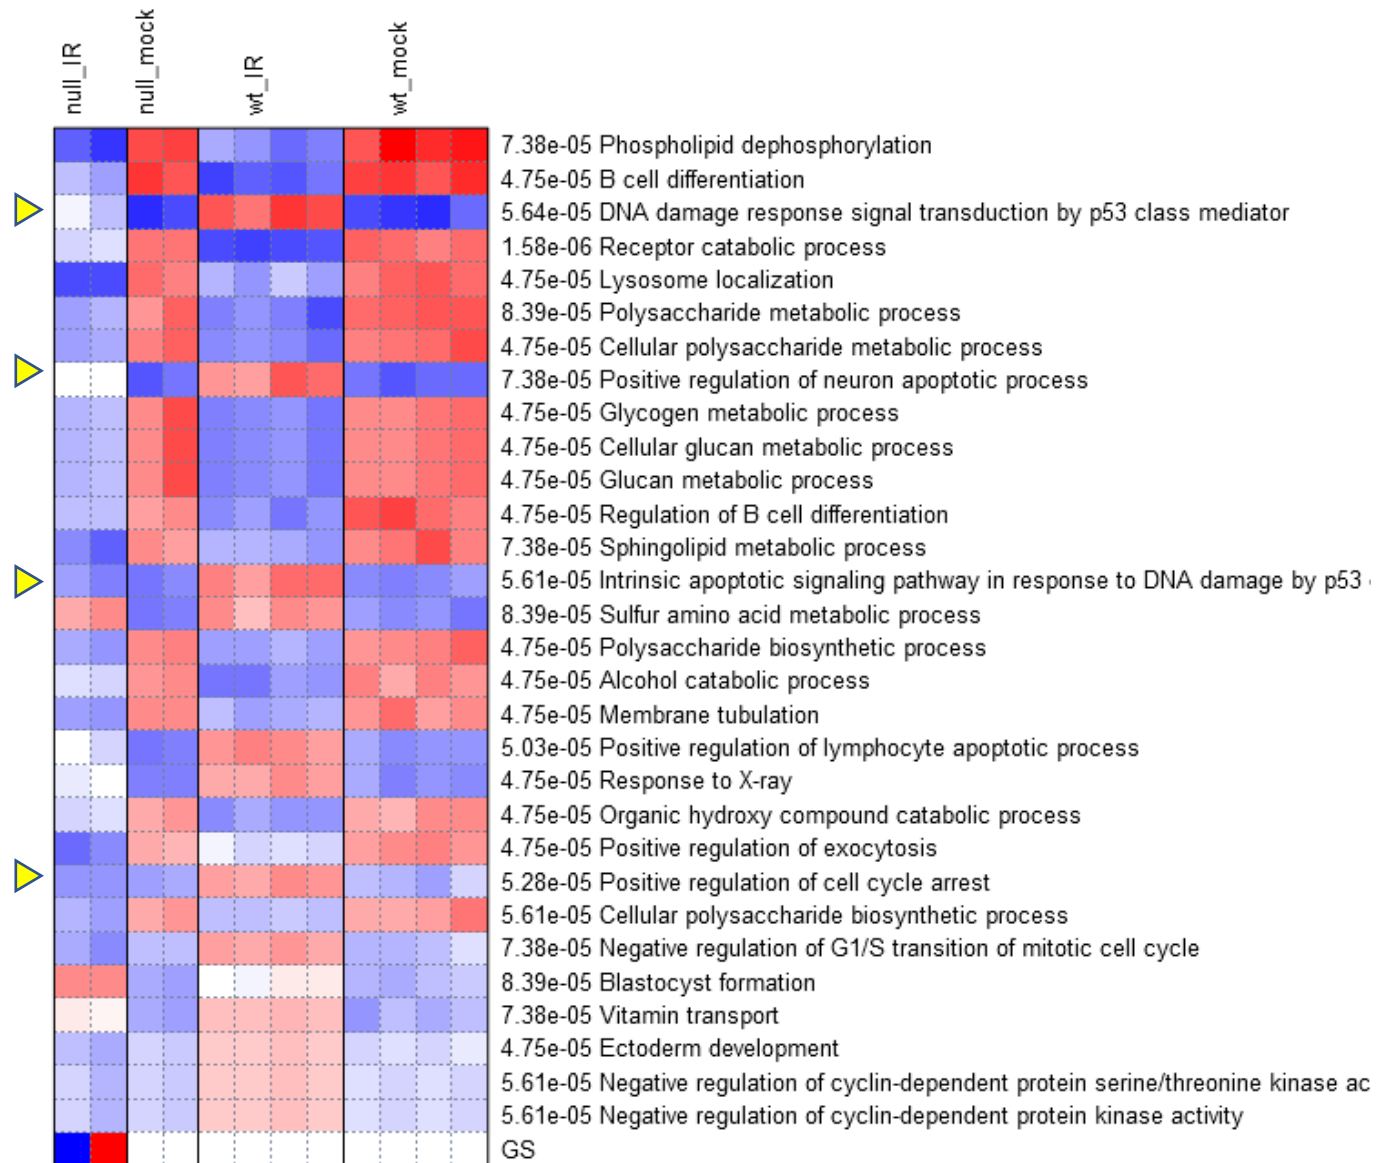 null_IR
null_mock
wt_IR
wt_mock
7.38e-05 Phospholipid dephosphorylation
4.75e-05 B cell differentiation
5.64e-05 DNA damage response signal transduction by p53 class mediator
1.58e-06 Receptor catabolic process
4.75e-05 Lysosome localization
8.39e-05 Polysaccharide metabolic process
4.75e-05 Cellular polysaccharide metabolic process
7.38e-05 Positive regulation of neuron apoptotic process
4.75e-05 Glycogen metabolic process
4.75e-05 Cellular glucan metabolic process
4.75e-05 Glucan metabolic process
4.75e-05 Regulation of B cell differentiation
7.38e-05 Sphingolipid metabolic process
5.61e-05 Intrinsic apoptotic signaling pathway in response to DNA damage by p53
8.39e-05 Sulfur amino acid metabolic process
4.75e-05 Polysaccharide biosynthetic process
4.75e-05 Alcohol catabolic process
4.75e-05 Membrane tubulation
5.03e-05 Positive regulation of lymphocyte apoptotic process
4.75e-05 Response to X-ray
4.75e-05 Organic hydroxy compound catabolic process
4.75e-05 Positive regulation of exocytosis
5.28e-05 Positive regulation of cell cycle arrest
5.61e-05 Cellular polysaccharide biosynthetic process
7.38e-05 Negative regulation of G1/S transition of mitotic cell cycle
8.39e-05 Blastocyst formation
7.38e-05 Vitamin transport
4.75e-05 Ectoderm development
5.61e-05 Negative regulation of cyclin-dependent protein serine/threonine kinase ac
5.61e-05 Negative regulation of cyclin-dependent protein kinase activity
GS